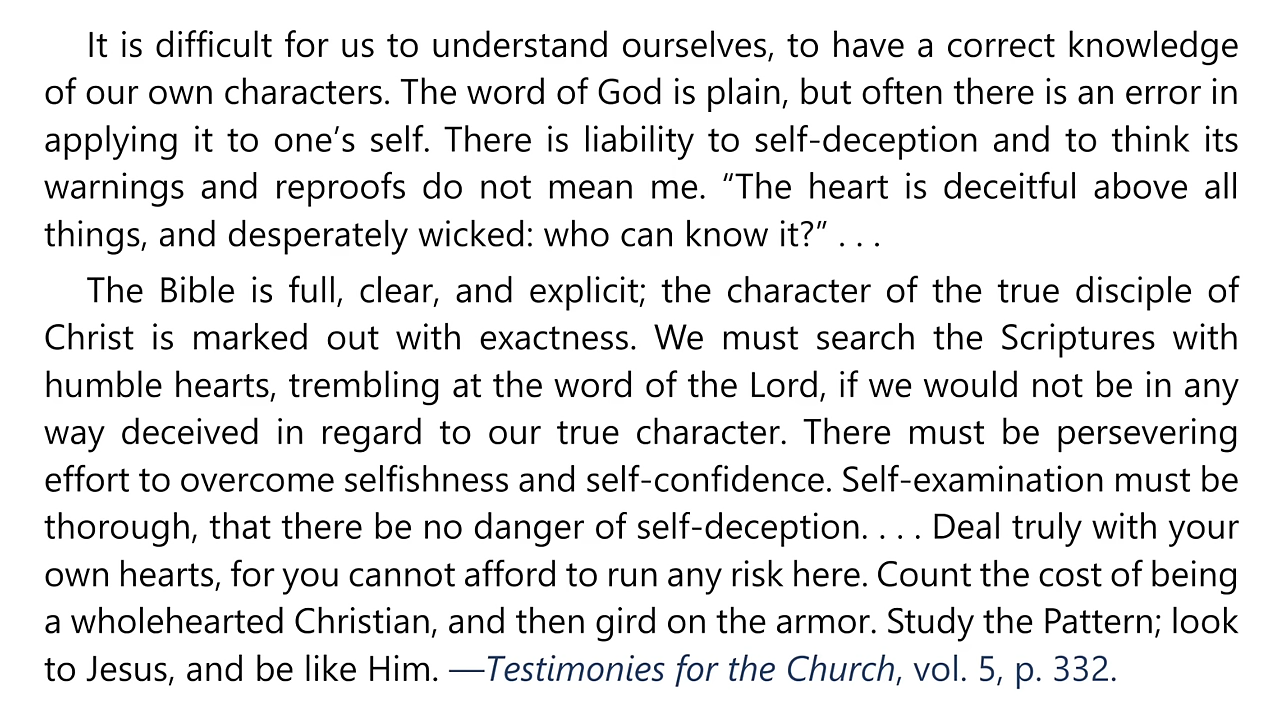 It is difficult for us to understand ourselves, to have a correct knowledge
of our own characters. The word of God is plain, but often there is an error in
applying it to one’s self. There is liability to self-deception and to think its
warnings and reproofs do not mean me. “The heart is deceitful above all
things, and desperately wicked: who can know it?” . . .
The Bible is full, clear, and explicit; the character of the true disciple of
Christ is marked out with exactness. We must search the Scriptures with
humble hearts, trembling at the word of the Lord, if we would not be in any
way deceived in regard to our true character. There must be persevering
effort to overcome selfishness and self-confidence. Self-examination must be
thorough, that there be no danger of self-deception. . . . Deal truly with your
own hearts, for you cannot afford to run any risk here. Count the cost of being
a wholehearted Christian, and then gird on the armor. Study the Pattern; look
to Jesus, and be like Him. —Testimonies for the Church, vol. 5, p. 332.